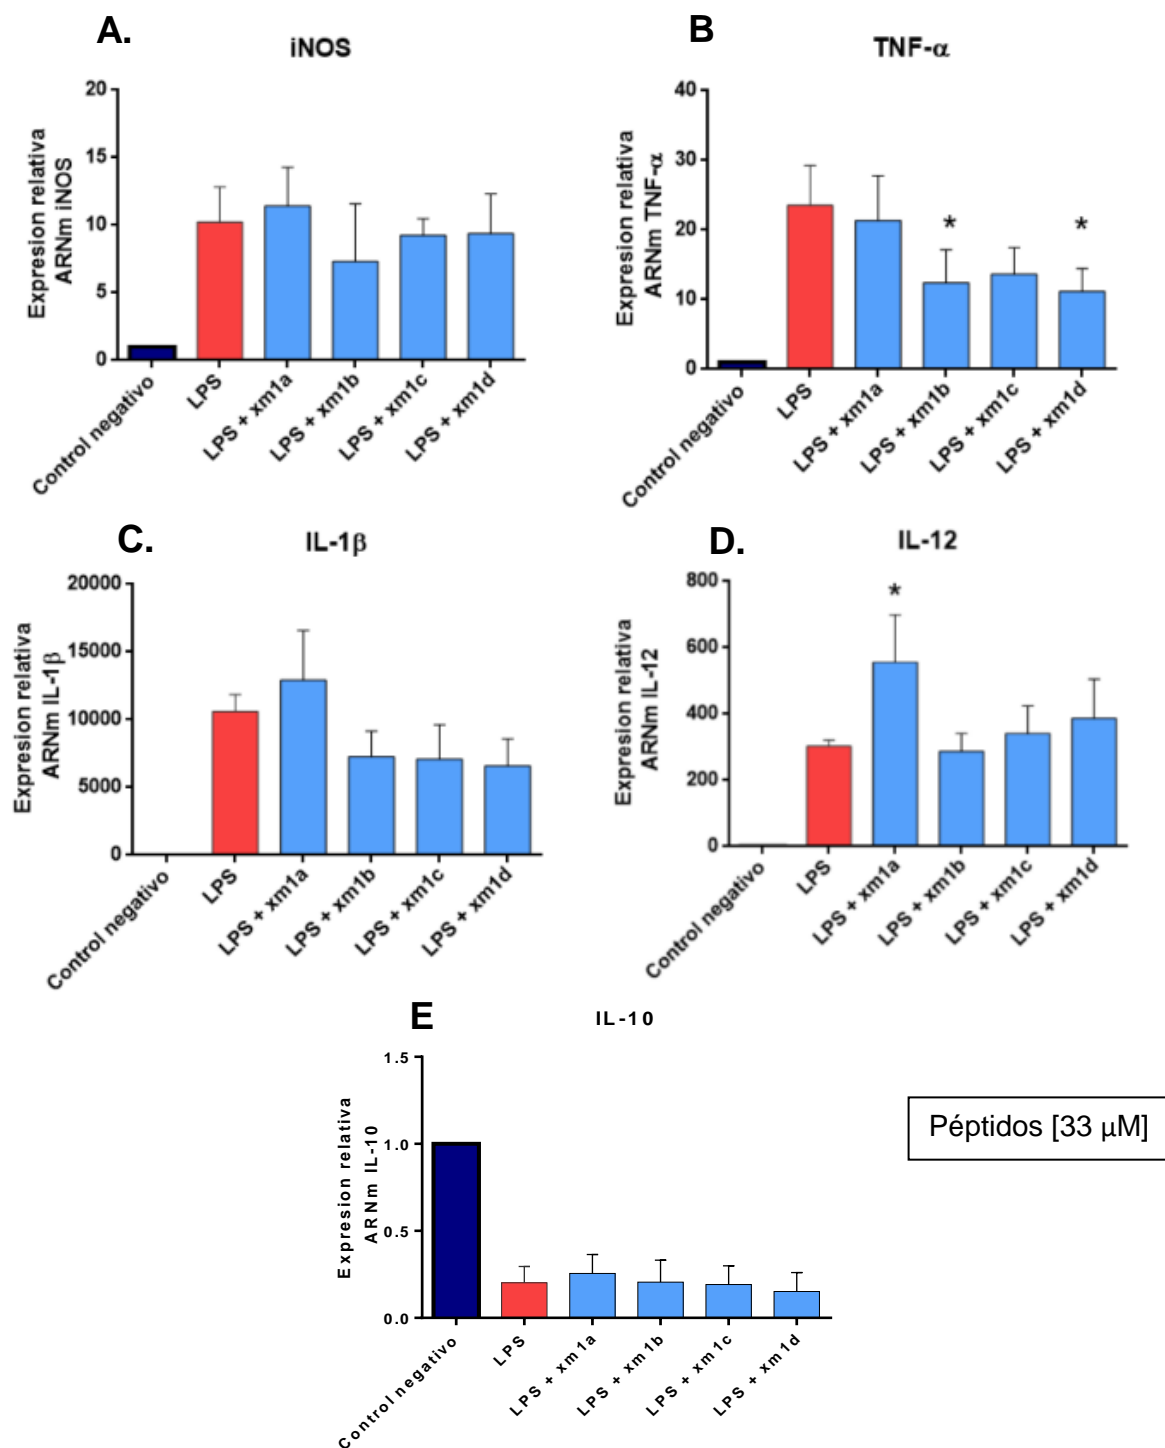 A.
iNOS
Expresion relativa
ARNm iNOS
20
15
10
5
0
Control negativo
LPS
LPS + xm1a
LPS + xm1b
LPS + xm1c
LPS + xm1d
B
TNF-α
Expresion relativa
ARNm TNF-α
40
30
20
10
0
*
*
Control negativo
LPS
LPS + xm1a
LPS + xm1b
LPS + xm1c
LPS + xm1d
C.
IL-1β
Expresion relativa
ARNm IL-1β
20000
15000
10000
5000
0
Control negativo
LPS
LPS + xm1a
LPS + xm1b
LPS + xm1c
LPS + xm1d
D.
IL-12
Expresion relativa
ARNm IL-12
800
600
400
200
0
*
Control negativo
LPS
LPS + xm1a
LPS + xm1b
LPS + xm1c
LPS + xm1d
E
IL-10
Expresion relativa
ARNm IL-10
1.5
1.0
0.5
0.0
Control negativo
LPS
LPS + xm1a
LPS + xm1b
LPS + xm1c
LPS + xm1d
Péptidos [33 µM]